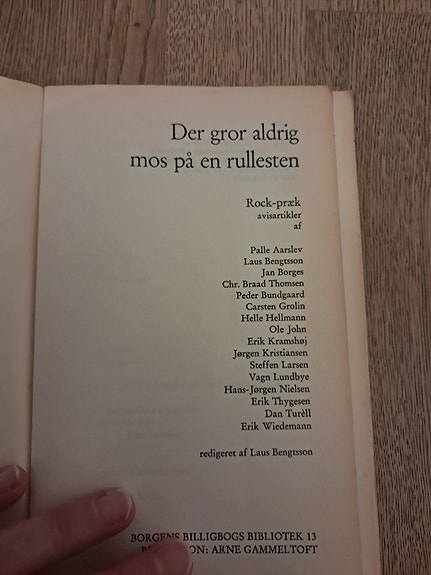 Der gror aldrig
mos på en rullesten
Rock-præk
avisartikler
af
Palle Aarslev
Laus Bengtsson
Jan Borges
Chr. Braad Thomsen
Peder Bundgaard
Carsten Grolin
Helle Hellmann
Ole John
Erik Kramshøj
Jørgen Kristiansen
Steffen Larsen
Vagn Lundbye
Hans-Jørgen Nielsen
Erik Thygesen
Dan Turèll
Erik Wiedemann
redigeret af Laus Bengtsson
BORGENS BILLIGBOGS BIBLIOTEK 13
ARNE GAMMELTOFT